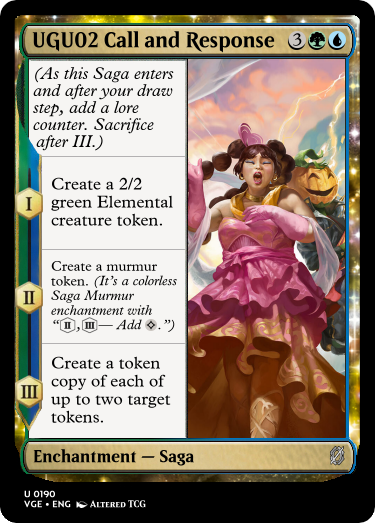 UGU02 Call and Response 3
(As this Saga enters
and after your draw
step, add a lore
counter. Sacrifice
after III.)
I
Create a 2/2
green Elemental
creature token.
II
Create a murmur
token. (It's a colorless
Saga Murmur
enchantment with
"II, III— Add ◇.")
III
Create a token
copy of each of
up to two target
tokens.
Enchantment — Saga
U 0190
VGE • ENG ALTERED TCG